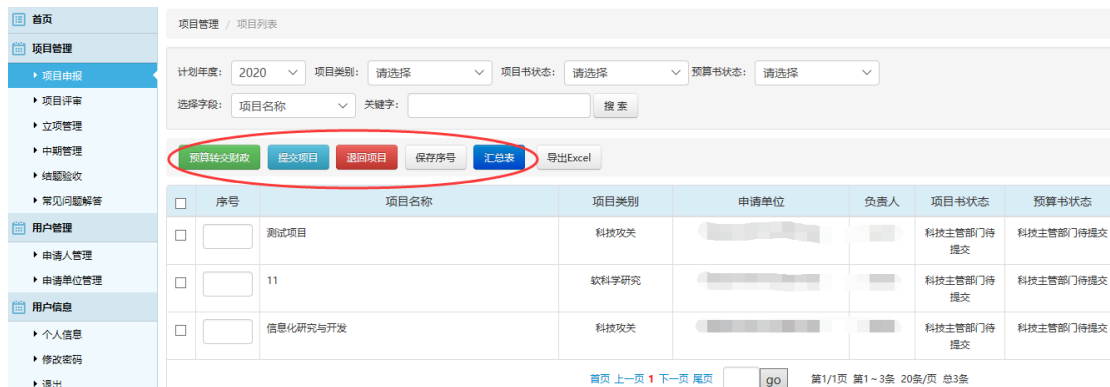 首页
项目管理
项目申报
项目评审
立项管理
中期管理
结题验收
常见问题解答
用户管理
申请人管理
申请单位管理
用户信息
个人信息
修改密码
退出
项目管理 / 项目列表
计划年度: 2020 项目类别: 请选择 项目书状态: 请选择 预算书状态: 请选择
选择字段: 项目名称 关键字: 搜索
预算转交财政 提交项目 退回项目 保存序号 汇总表 导出Excel
序号 项目名称 项目类别 申请单位 负责人 项目书状态 预算书状态
测试项目 科技攻关 科技主管部门待提交 科技主管部门待提交
11 软科学研究 科技主管部门待提交 科技主管部门待提交
信息化研究与开发 科技攻关 科技主管部门待提交 科技主管部门待提交
首页 上一页 1 下一页 尾页 go 第1/1页 第1~3条 20条/页 总3条